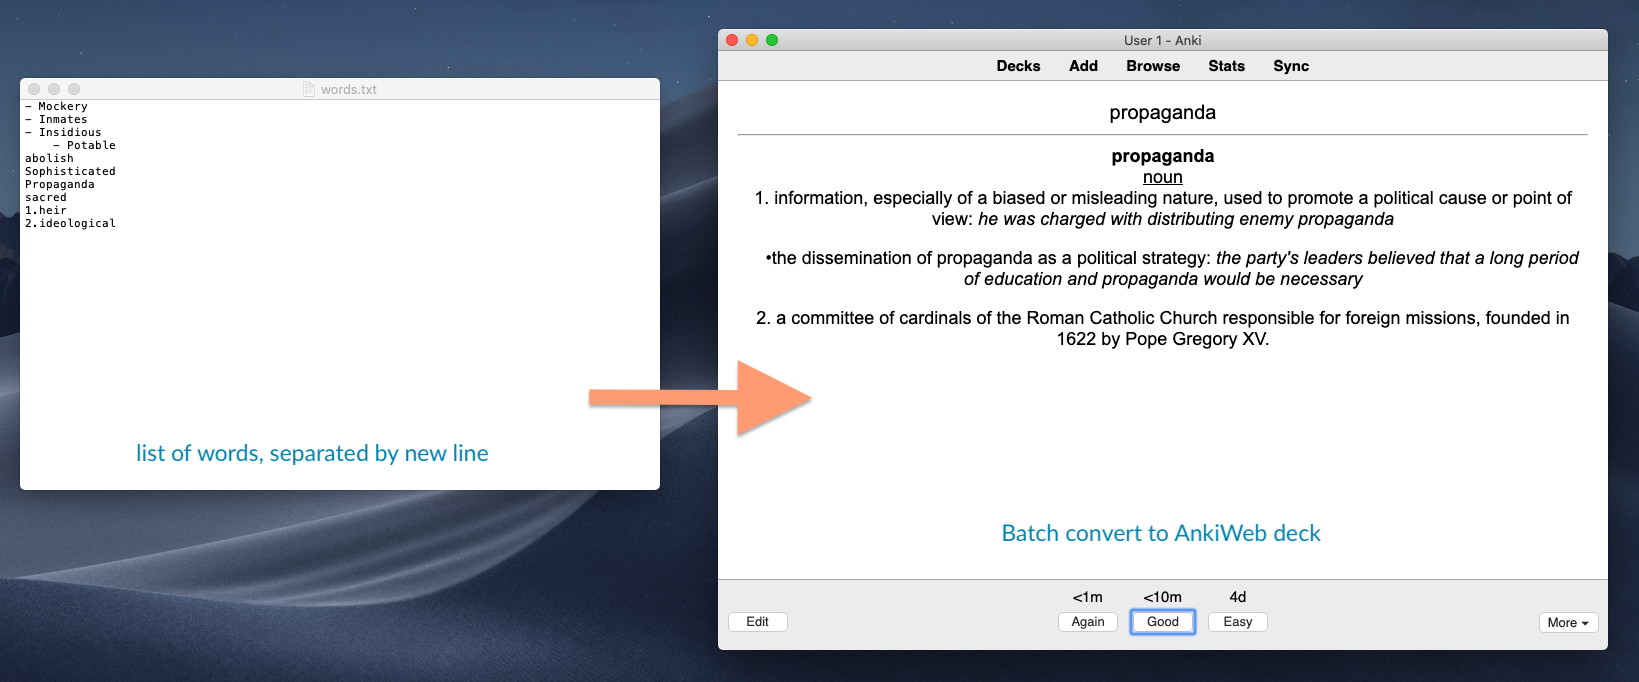 words.txt
- Mockery
- Inmates
- Insidious
    - Potable
abolish
Sophisticated
Propaganda
sacred
1.heir
2.ideological
list of words, separated by new line
User 1 - Anki
Decks Add Browse Stats Sync
propaganda
propaganda
noun
1. information, especially of a biased or misleading nature, used to promote a political cause or point of
view: he was charged with distributing enemy propaganda
•the dissemination of propaganda as a political strategy: the party's leaders believed that a long period
of education and propaganda would be necessary
2. a committee of cardinals of the Roman Catholic Church responsible for foreign missions, founded in
1622 by Pope Gregory XV.
Batch convert to AnkiWeb deck
<1m <10m 4d
Edit Again Good Easy More